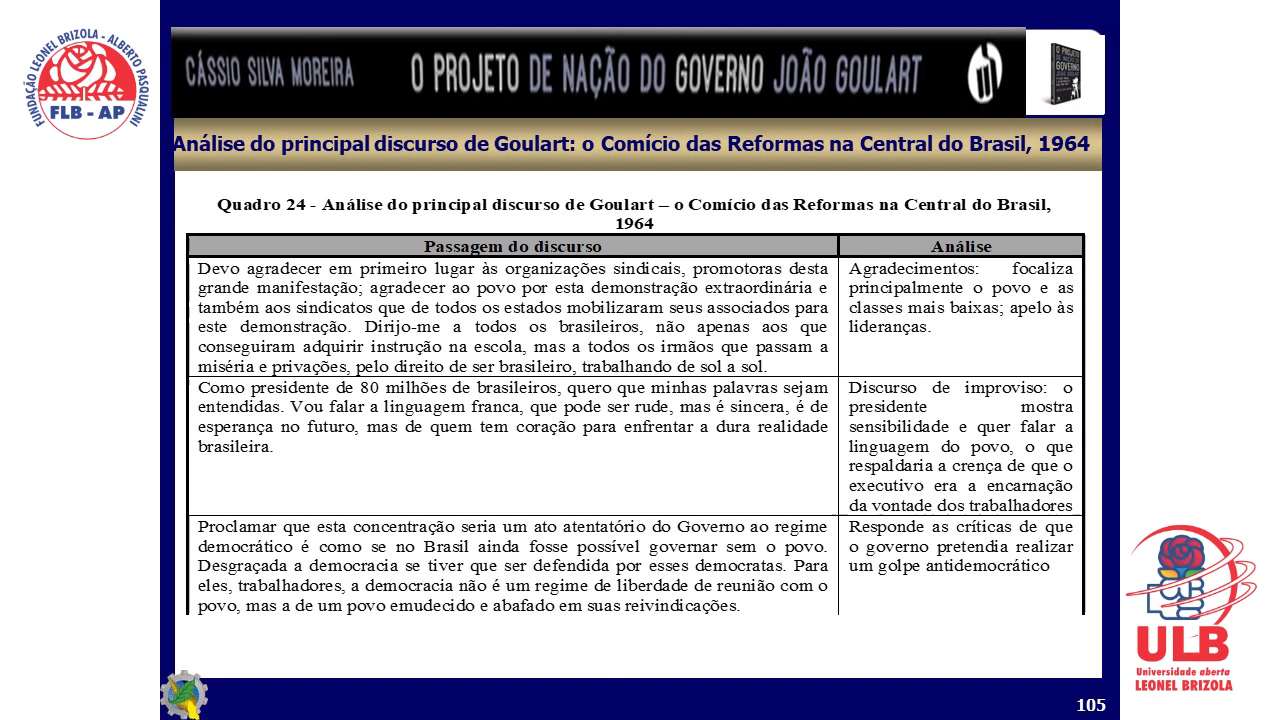 FUNDAÇÃO LEONEL BRIZOLA - ALBERTO PASQUALINI
FLB - AP
CÁSSIO SILVA MOREIRA
O PROJETO DE NAÇÃO DO GOVERNO JOÃO GOULART
O PROJETO
DE NAÇÃO DO
GOVERNO
JOÃO GOULART
Análise do principal discurso de Goulart: o Comício das Reformas na Central do Brasil, 1964
Quadro 24 - Análise do principal discurso de Goulart – o Comício das Reformas na Central do Brasil,
1964
Passagem do discurso
Análise
Devo agradecer em primeiro lugar às organizações sindicais, promotoras desta
grande manifestação; agradecer ao povo por esta demonstração extraordinária e
também aos sindicatos que de todos os estados mobilizaram seus associados para
este demonstração. Dirijo-me a todos os brasileiros, não apenas aos que
conseguiram adquirir instrução na escola, mas a todos os irmãos que passam a
miséria e privações, pelo direito de ser brasileiro, trabalhando de sol a sol.
Agradecimentos: focaliza
principalmente o povo e as
classes mais baixas; apelo às
lideranças.
Como presidente de 80 milhões de brasileiros, quero que minhas palavras sejam
entendidas. Vou falar a linguagem franca, que pode ser rude, mas é sincera, é de
esperança no futuro, mas de quem tem coração para enfrentar a dura realidade
brasileira.
Discurso de improviso: o
presidente mostra
sensibilidade e quer falar a
linguagem do povo, o que
respaldaria a crença de que o
executivo era a encarnação
da vontade dos trabalhadores
Proclamar que esta concentração seria um ato atentatório do Governo ao regime
democrático é como se no Brasil ainda fosse possível governar sem o povo.
Desgraçada a democracia se tiver que ser defendida por esses democratas. Para
eles, trabalhadores, a democracia não é um regime de liberdade de reunião com o
povo, mas a de um povo emudecido e abafado em suas reivindicações.
Responde as críticas de que
o governo pretendia realizar
um golpe antidemocrático
ULB
Universidade aberta
LEONEL BRIZOLA
105